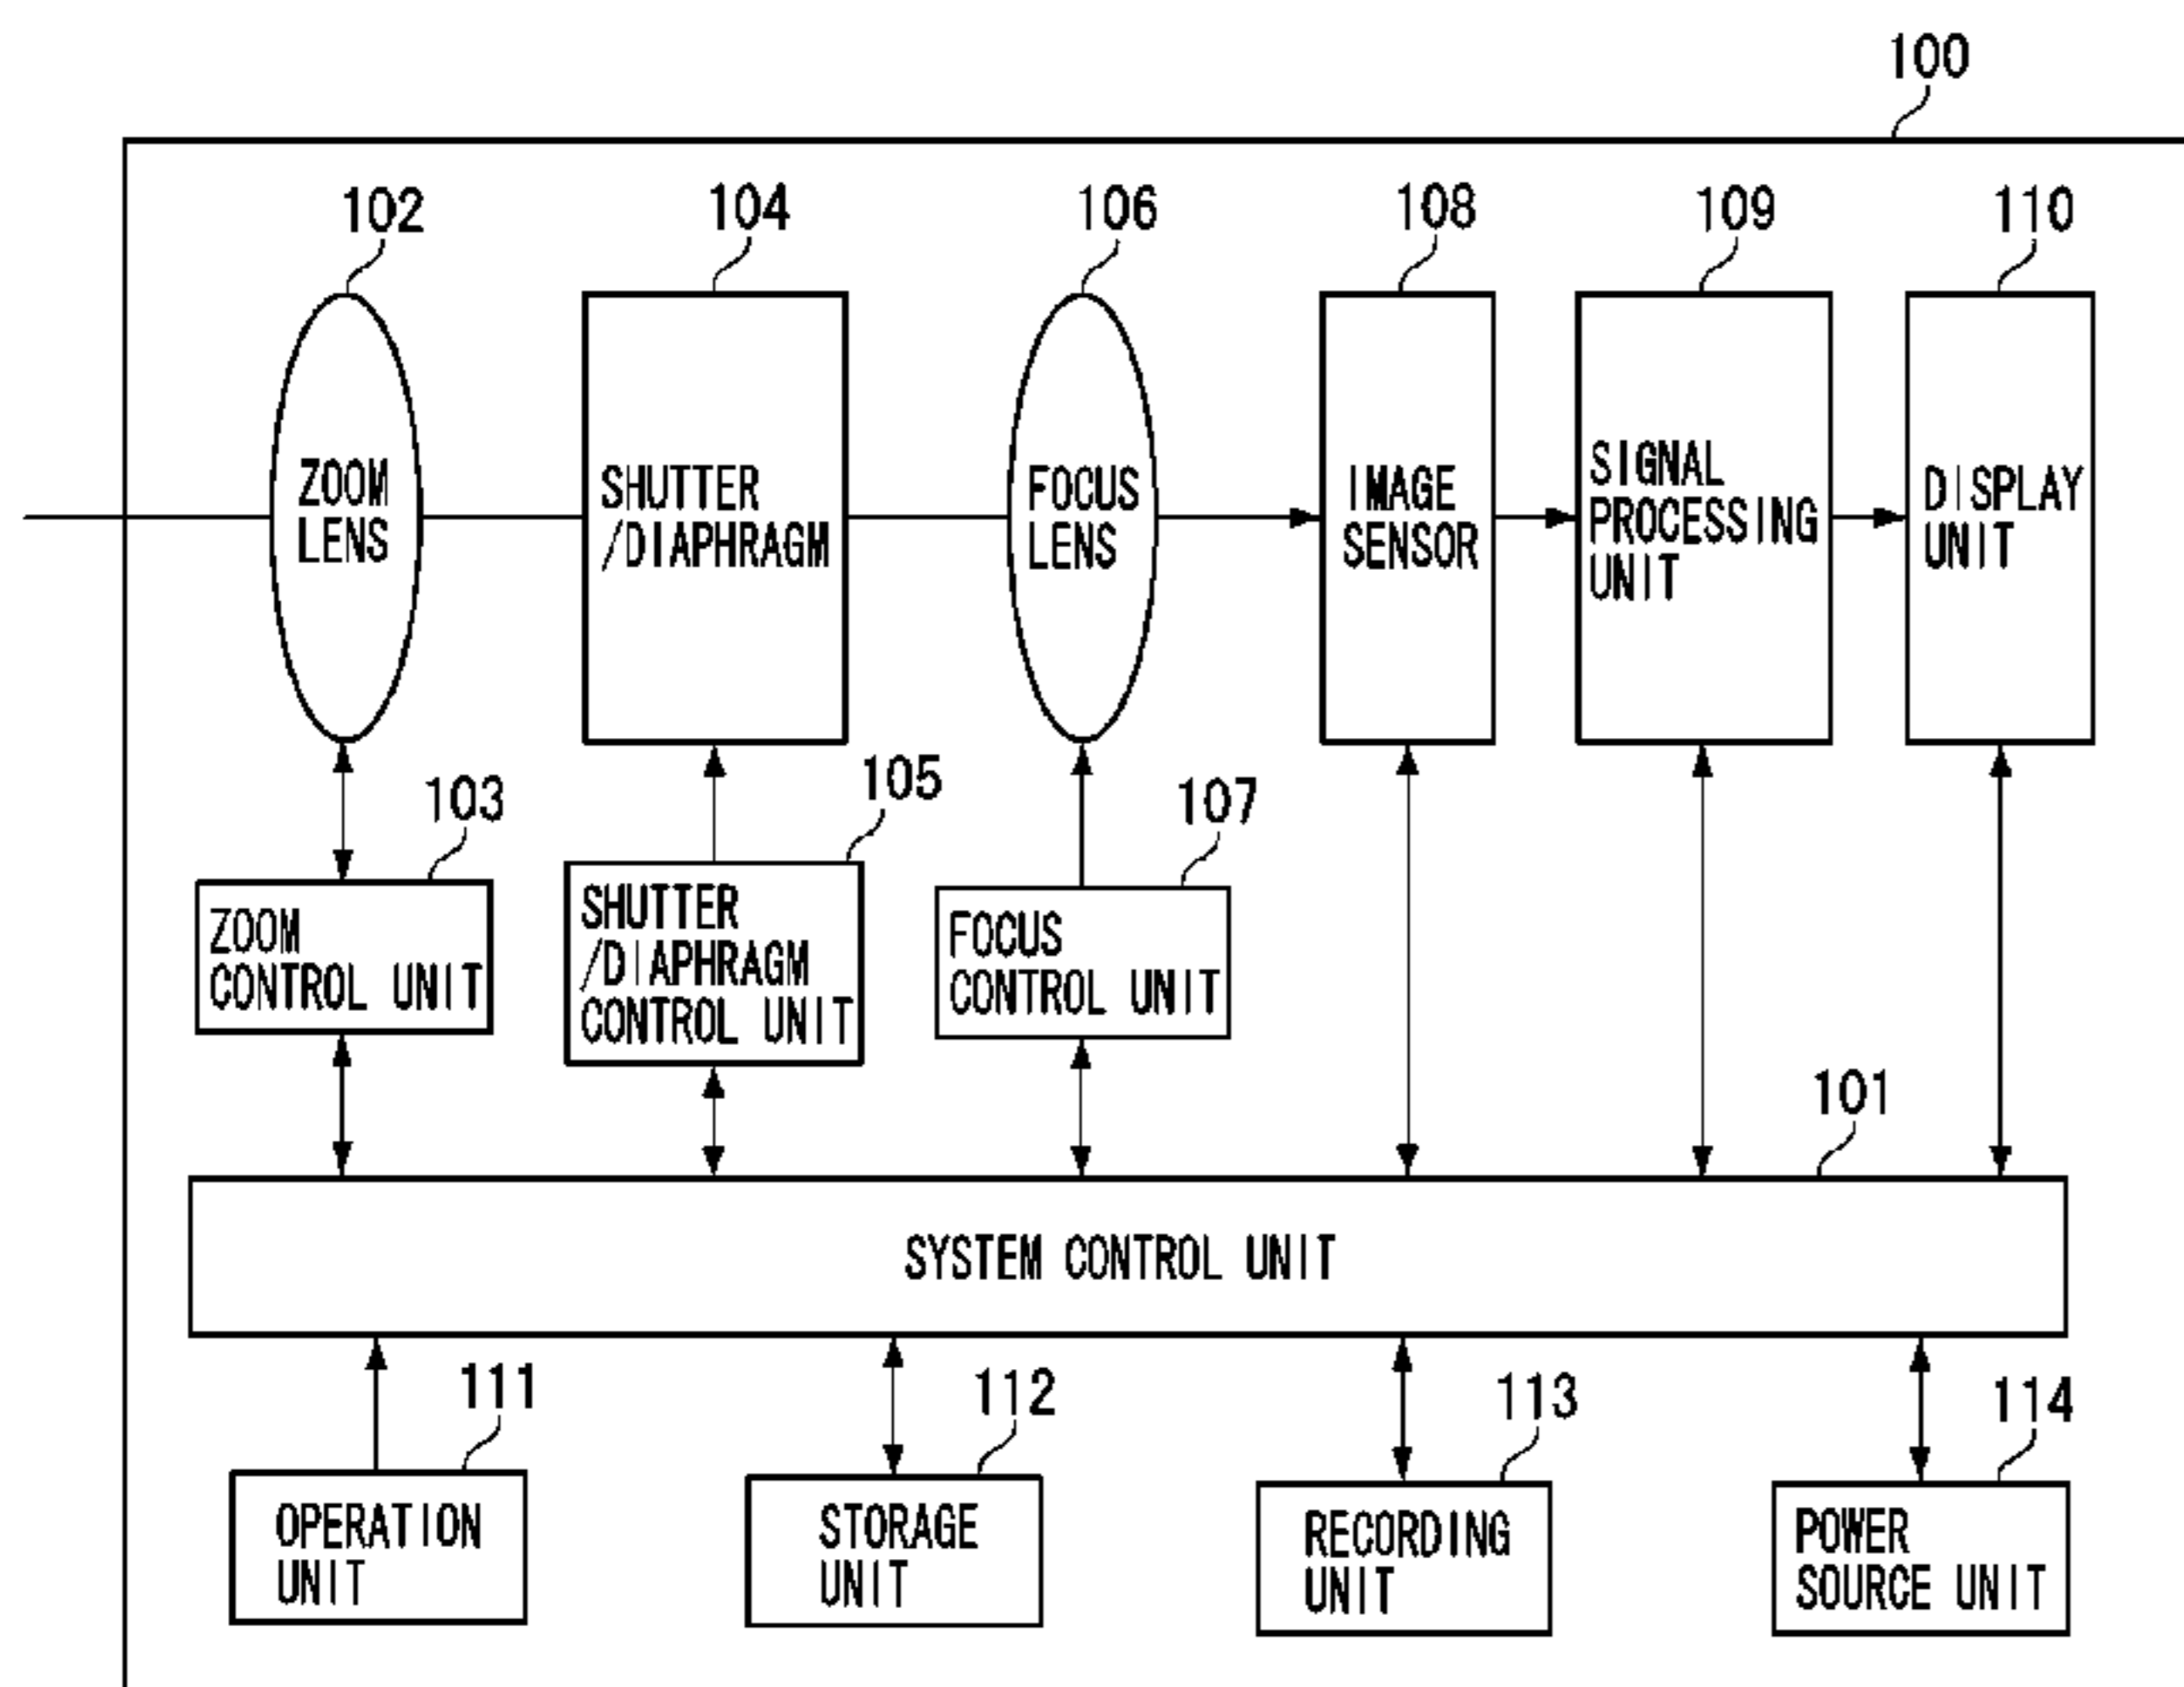 100
102
104
106
108
109
110
ZOOM
LENS
SHUTTER
/DIAPHRAGM
FOCUS
LENS
IMAGE
SENSOR
SIGNAL
PROCESSING
UNIT
DISPLAY
UNIT
103
105
107
ZOOM
CONTROL UNIT
SHUTTER
/DIAPHRAGM
CONTROL UNIT
FOCUS
CONTROL UNIT
101
SYSTEM CONTROL UNIT
111
112
113
114
OPERATION
UNIT
STORAGE
UNIT
RECORDING
UNIT
POWER
SOURCE UNIT